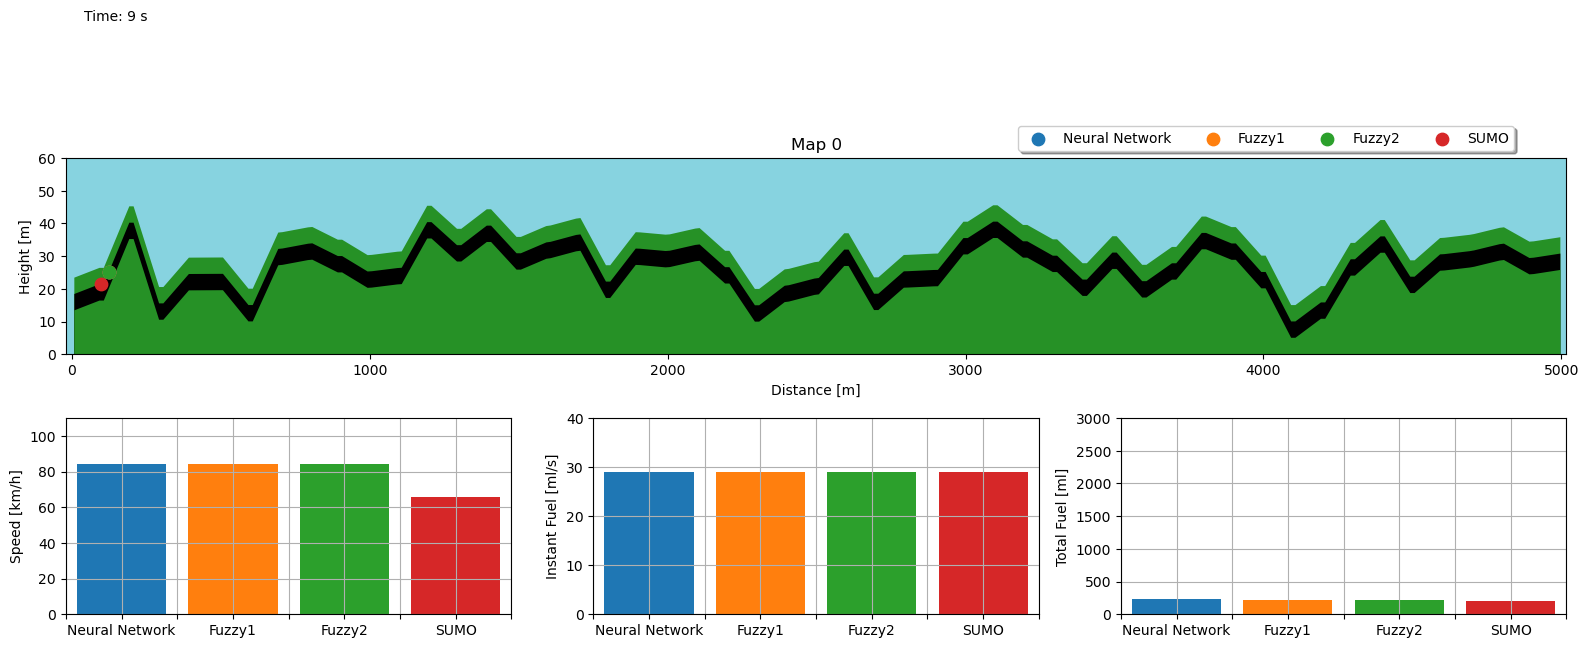 Time: 9 s
Neural Network Fuzzy1 Fuzzy2 SUMO
Map 0
60
50
40
30
20
10
0
Height [m]
0 1000 2000 3000 4000 5000
Distance [m]
100
80
60
40
20
0
Speed [km/h]
Neural Network Fuzzy1 Fuzzy2 SUMO
40
30
20
10
0
Instant Fuel [ml/s]
Neural Network Fuzzy1 Fuzzy2 SUMO
3000
2500
2000
1500
1000
500
0
Total Fuel [ml]
Neural Network Fuzzy1 Fuzzy2 SUMO